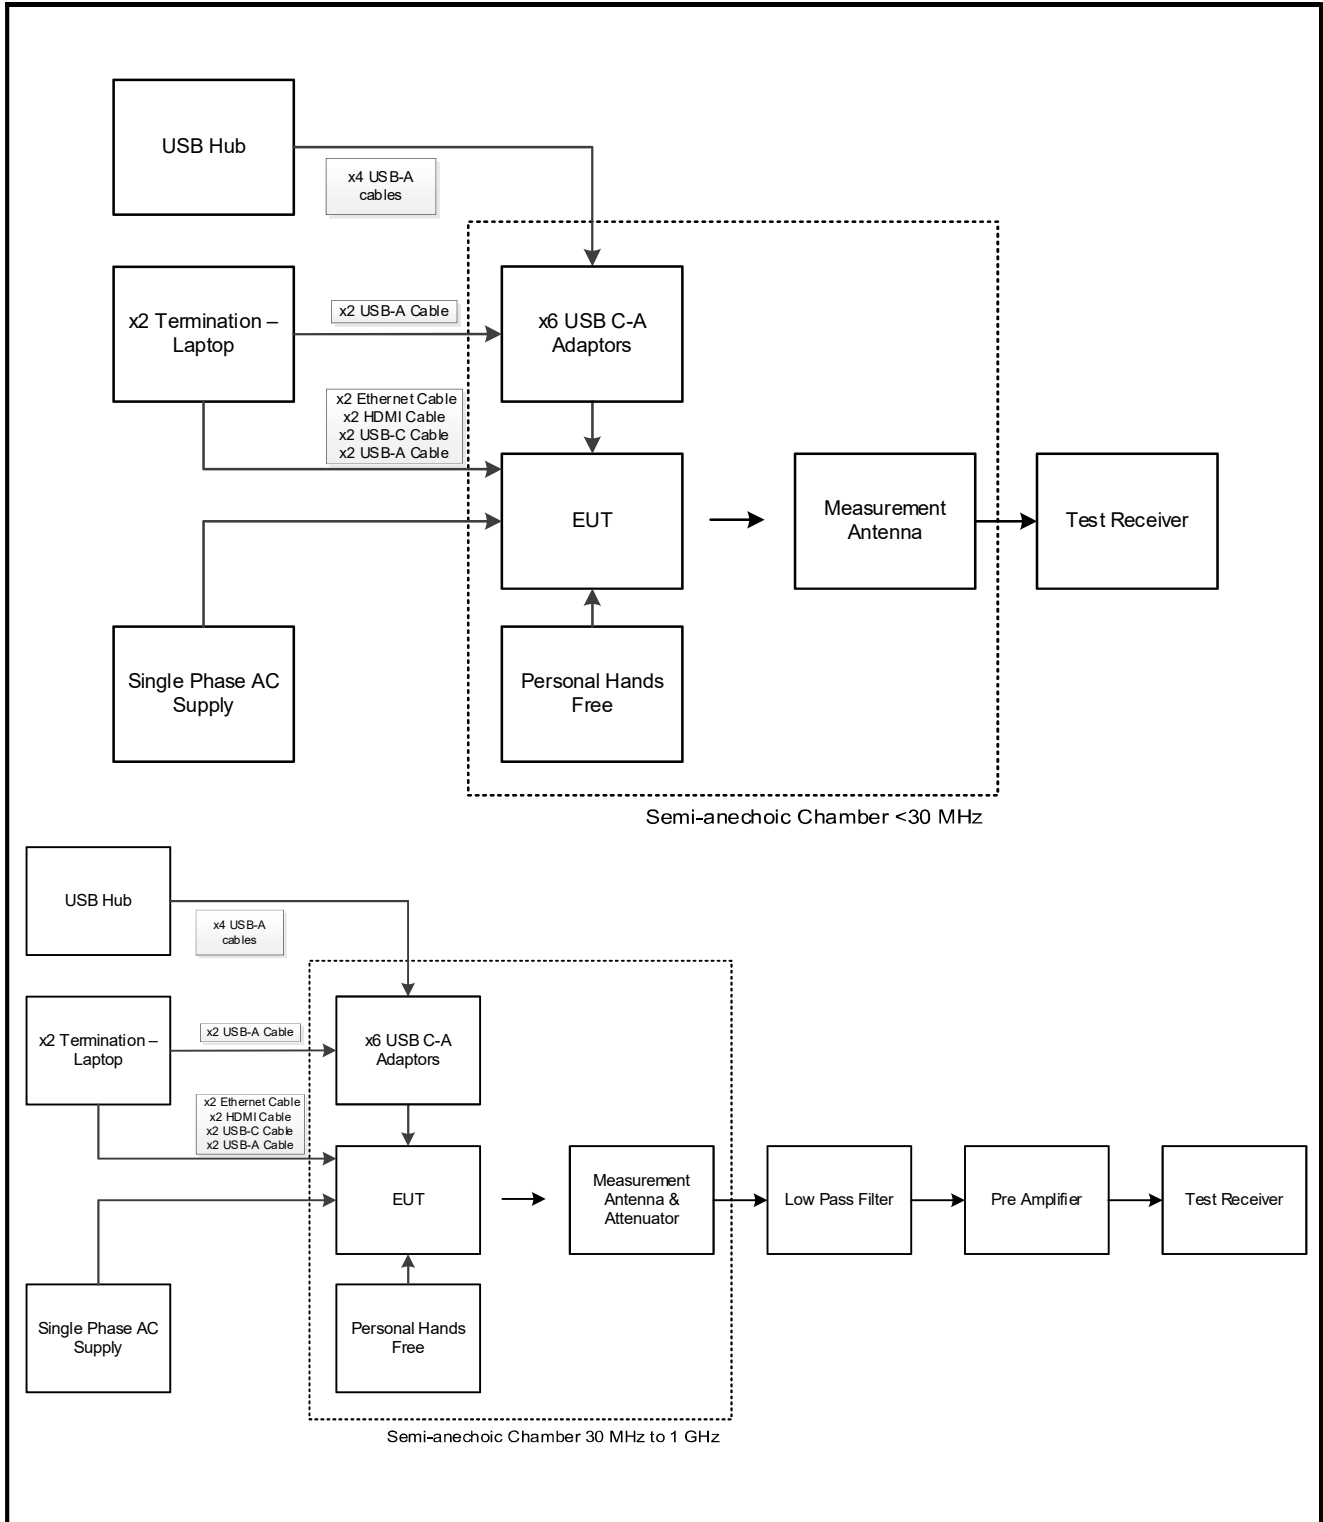 USB Hub
x4 USB-A
cables
x2 Termination –
Laptop
x2 USB-A Cable
x6 USB C-A
Adaptors
x2 Ethernet Cable
x2 HDMI Cable
x2 USB-C Cable
x2 USB-A Cable
EUT
Measurement
Antenna
Test Receiver
Single Phase AC
Supply
Personal Hands
Free
Semi-anechoic Chamber <30 MHz
USB Hub
x4 USB-A
cables
x2 Termination –
Laptop
x2 USB-A Cable
x6 USB C-A
Adaptors
x2 Ethernet Cable
x2 HDMI Cable
x2 USB-C Cable
x2 USB-A Cable
EUT
Measurement
Antenna &
Attenuator
Low Pass Filter
Pre Amplifier
Test Receiver
Single Phase AC
Supply
Personal Hands
Free
Semi-anechoic Chamber 30 MHz to 1 GHz